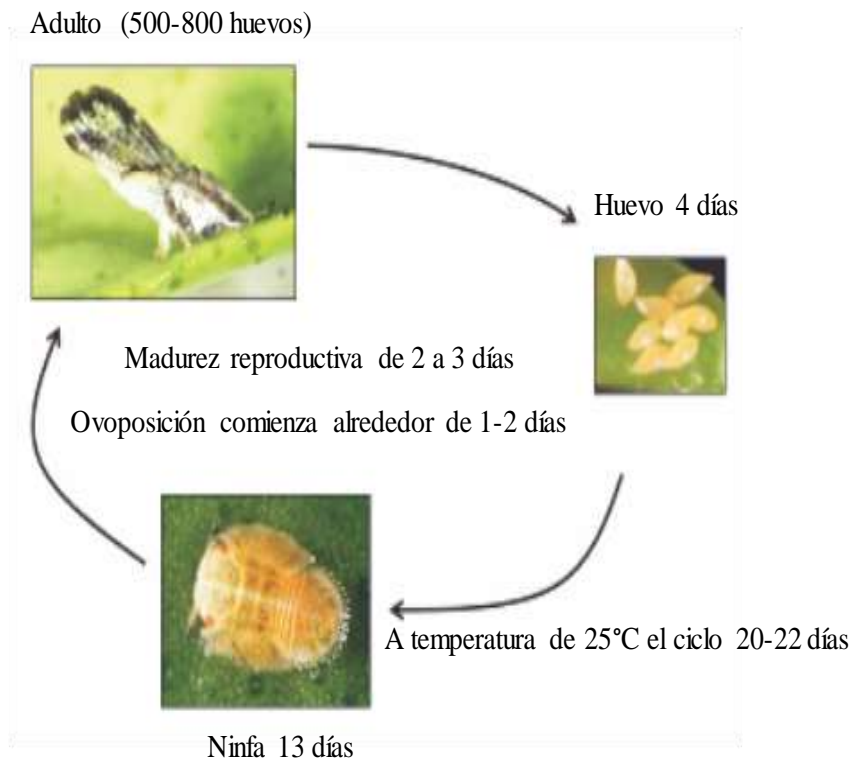 Adulto (500-800 huevos)
Huevo 4 días
Madurez reproductiva de 2 a 3 días
Ovoposición comienza alrededor de 1-2 días
A temperatura de 25°C el ciclo 20-22 días
Ninfa 13 días